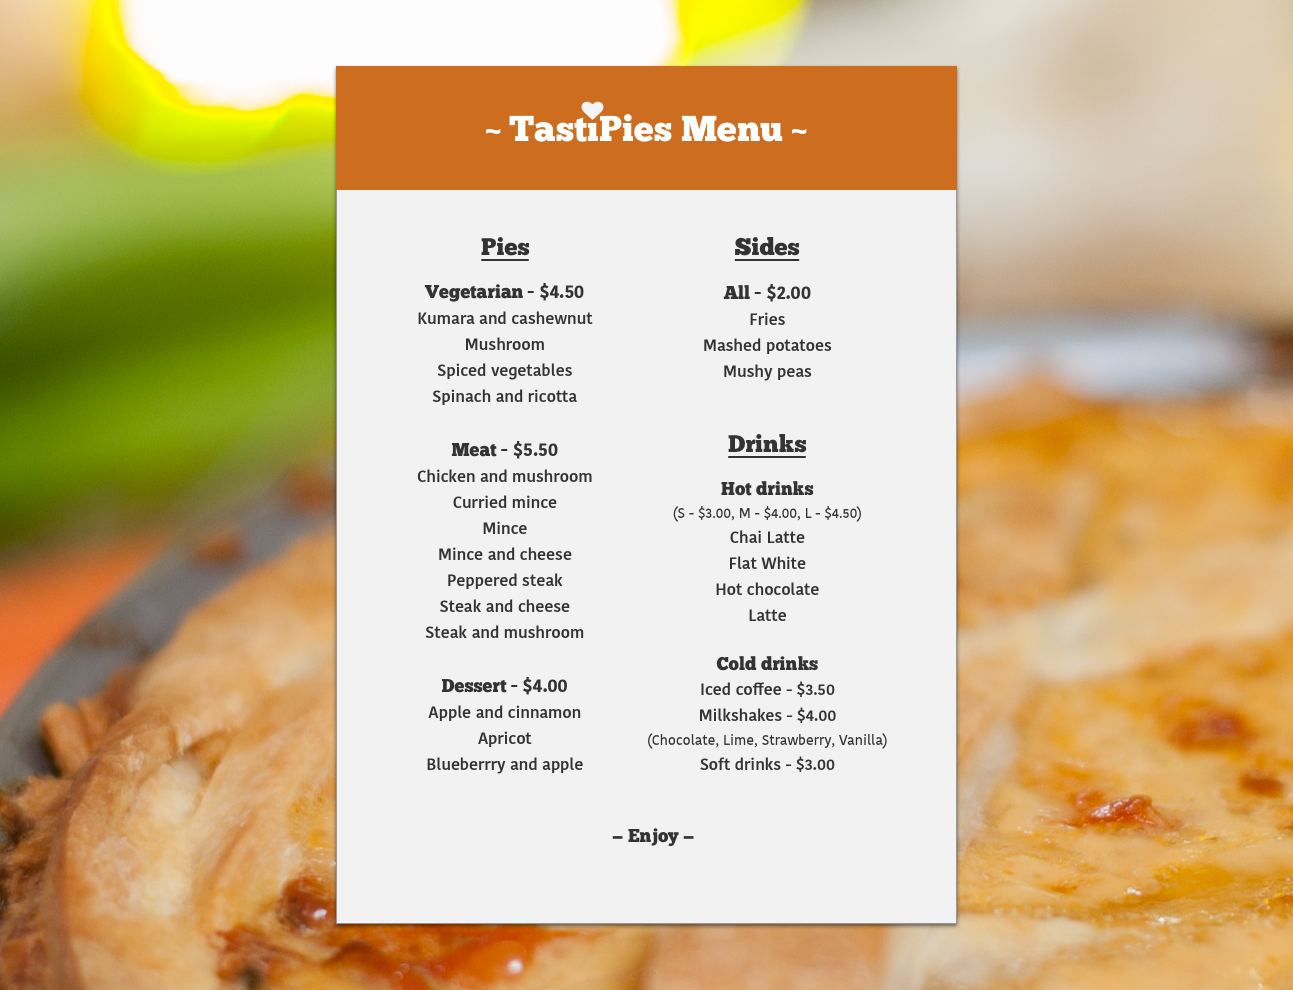 ~ TastiPies Menu ~
Pies
Vegetarian - $4.50
Kumara and cashewnut
Mushroom
Spiced vegetables
Spinach and ricotta
Meat - $5.50
Chicken and mushroom
Curried mince
Mince
Mince and cheese
Peppered steak
Steak and cheese
Steak and mushroom
Dessert - $4.00
Apple and cinnamon
Apricot
Blueberrry and apple
Sides
All - $2.00
Fries
Mashed potatoes
Mushy peas
Drinks
Hot drinks
(S - $3.00, M - $4.00, L - $4.50)
Chai Latte
Flat White
Hot chocolate
Latte
Cold drinks
Iced coffee - $3.50
Milkshakes - $4.00
(Chocolate, Lime, Strawberry, Vanilla)
Soft drinks - $3.00
– Enjoy –